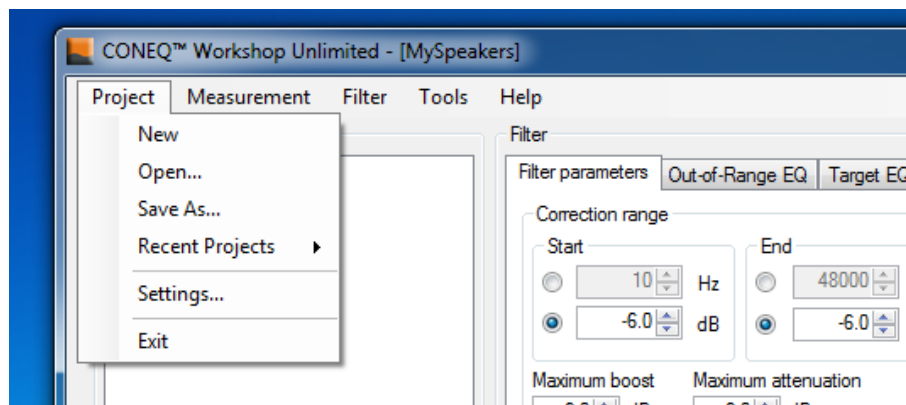 CONEQ™ Workshop Unlimited - [MySpeakers]
Project Measurement Filter Tools Help
New
Open...
Save As...
Recent Projects
Settings...
Exit
Filter
Filter parameters Out-of-Range EQ Target EQ
Correction range
Start End
10 Hz 48000
-6.0 dB -6.0
Maximum boost Maximum attenuation